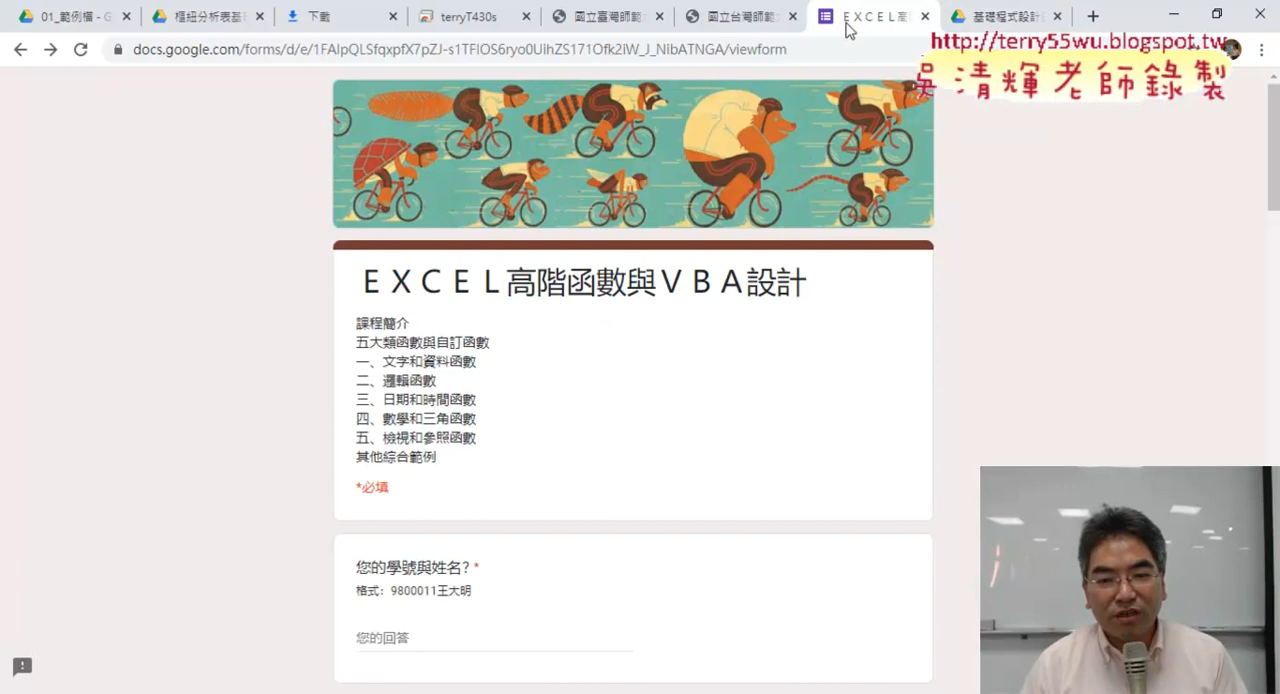 01_範例檔 - G
樞紐分析表基
下載
terryT430s
國立臺灣師範
國立台灣師範
ＥＸＣＥＬ高
基礎程式設計
docs.google.com/forms/d/e/1FAIpQLSfqxpfX7pZJ-s1TFlOS6ryo0UihZS171Ofk2iW_J_NibATNGA/viewform
http://terry55wu.blogspot.tw
吳清輝老師錄製
ＥＸＣＥＬ高階函數與ＶＢＡ設計
課程簡介
五大類函數與自訂函數
一、文字和資料函數
二、邏輯函數
三、日期和時間函數
四、數學和三角函數
五、檢視和參照函數
其他綜合範例
*必填
您的學號與姓名? *
格式：9800011王大明
您的回答